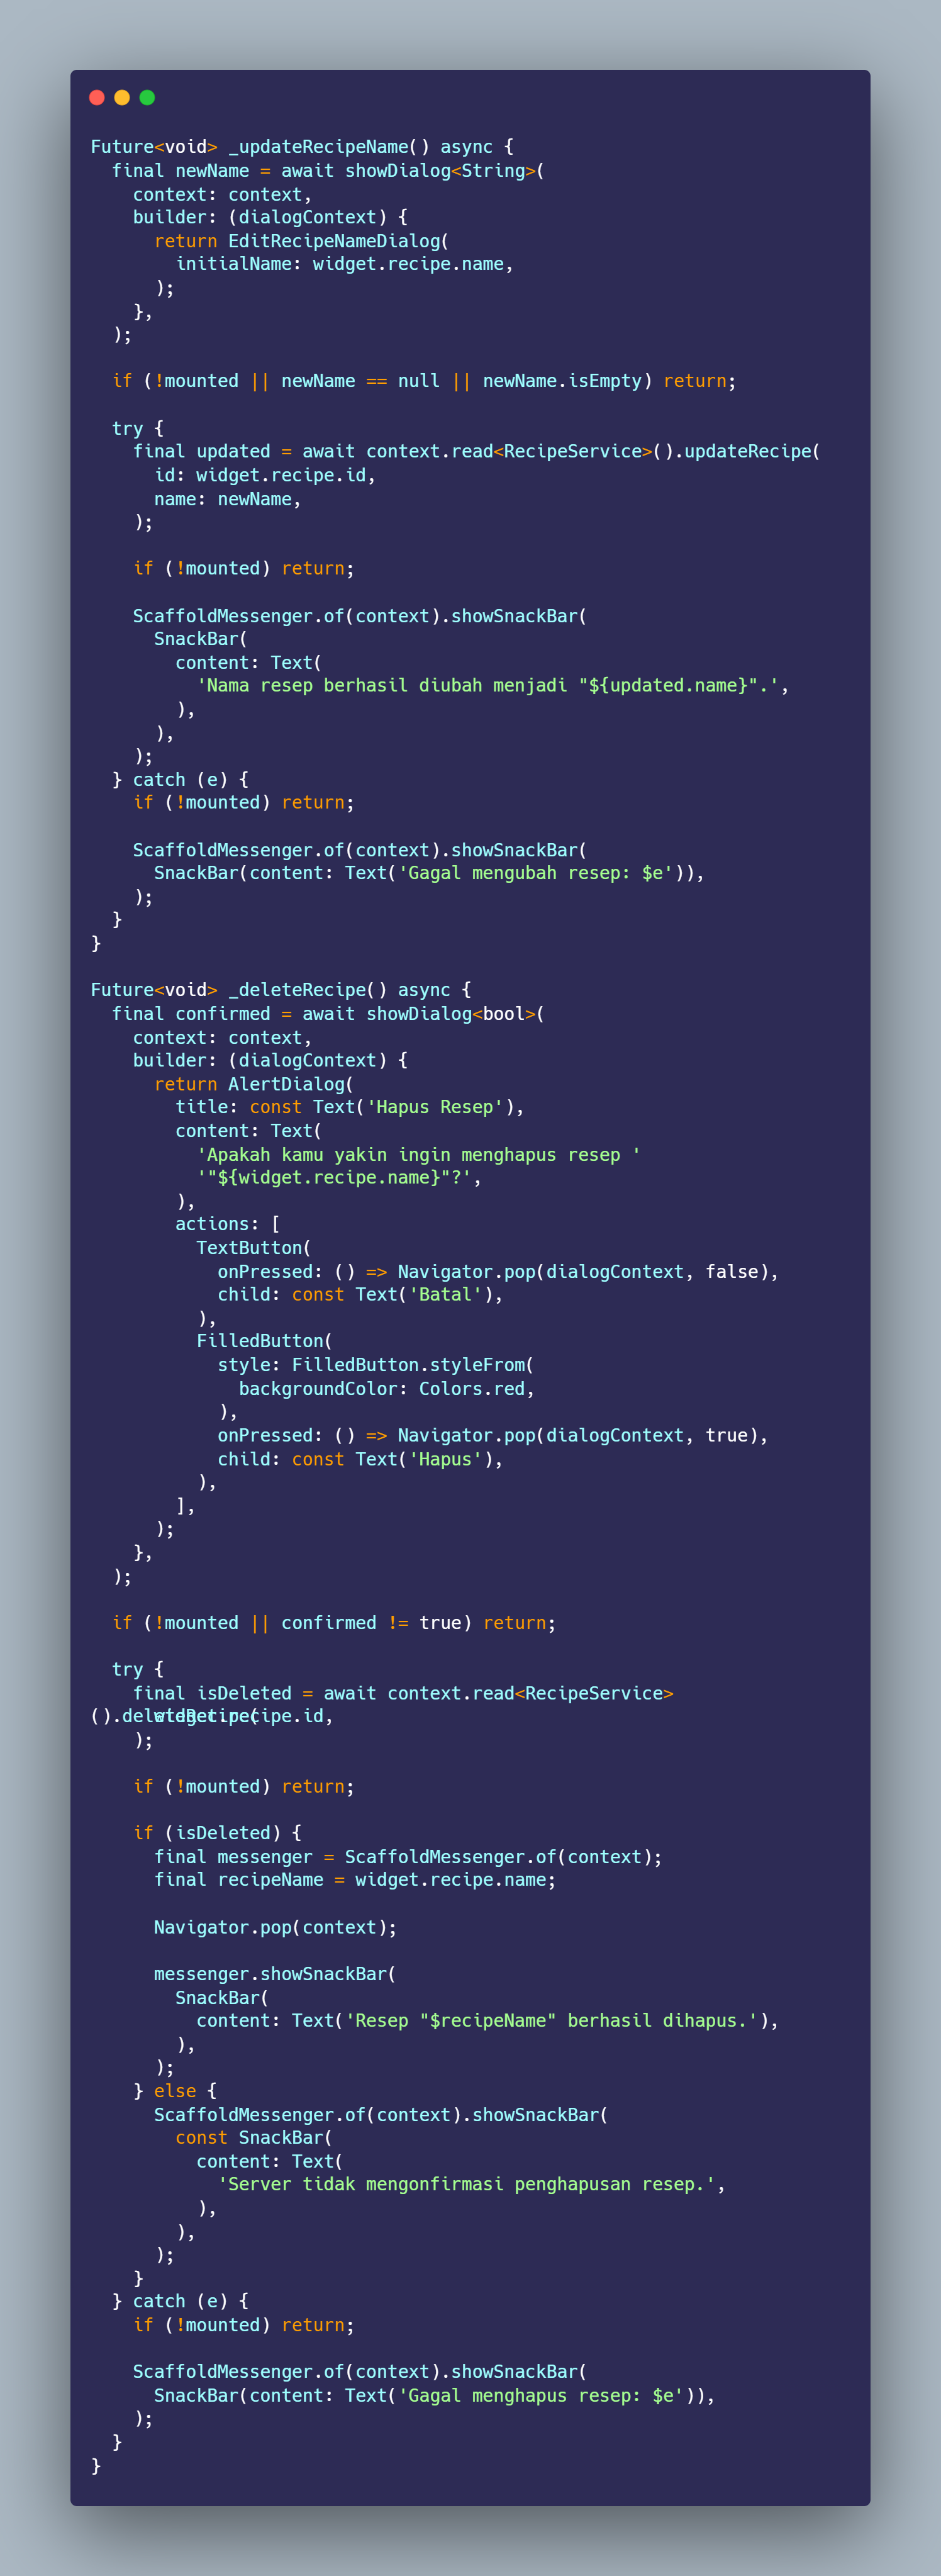 Future<void> _updateRecipeName() async {
  final newName = await showDialog<String>(
    context: context,
    builder: (dialogContext) {
      return EditRecipeNameDialog(
        initialName: widget.recipe.name,
      );
    },
  );

  if (!mounted || newName == null || newName.isEmpty) return;

  try {
    final updated = await context.read<RecipeService>().updateRecipe(
      id: widget.recipe.id,
      name: newName,
    );

    if (!mounted) return;

    ScaffoldMessenger.of(context).showSnackBar(
      SnackBar(
        content: Text(
          'Nama resep berhasil diubah menjadi "${updated.name}".',
        ),
      ),
    );
  } catch (e) {
    if (!mounted) return;

    ScaffoldMessenger.of(context).showSnackBar(
      SnackBar(content: Text('Gagal mengubah resep: $e')),
    );
  }
}

Future<void> _deleteRecipe() async {
  final confirmed = await showDialog<bool>(
    context: context,
    builder: (dialogContext) {
      return AlertDialog(
        title: const Text('Hapus Resep'),
        content: Text(
          'Apakah kamu yakin ingin menghapus resep '
          '"${widget.recipe.name}"?',
        ),
        actions: [
          TextButton(
            onPressed: () => Navigator.pop(dialogContext, false),
            child: const Text('Batal'),
          ),
          FilledButton(
            style: FilledButton.styleFrom(
              backgroundColor: Colors.red,
            ),
            onPressed: () => Navigator.pop(dialogContext, true),
            child: const Text('Hapus'),
          ),
        ],
      );
    },
  );

  if (!mounted || confirmed != true) return;

  try {
    final isDeleted = await context.read<RecipeService>
().deleteRecipe(
      widget.recipe.id,
    );

    if (!mounted) return;

    if (isDeleted) {
      final messenger = ScaffoldMessenger.of(context);
      final recipeName = widget.recipe.name;

      Navigator.pop(context);

      messenger.showSnackBar(
        SnackBar(
          content: Text('Resep "$recipeName" berhasil dihapus.'),
        ),
      );
    } else {
      ScaffoldMessenger.of(context).showSnackBar(
        const SnackBar(
          content: Text(
            'Server tidak mengonfirmasi penghapusan resep.',
          ),
        ),
      );
    }
  } catch (e) {
    if (!mounted) return;

    ScaffoldMessenger.of(context).showSnackBar(
      SnackBar(content: Text('Gagal menghapus resep: $e')),
    );
  }
}